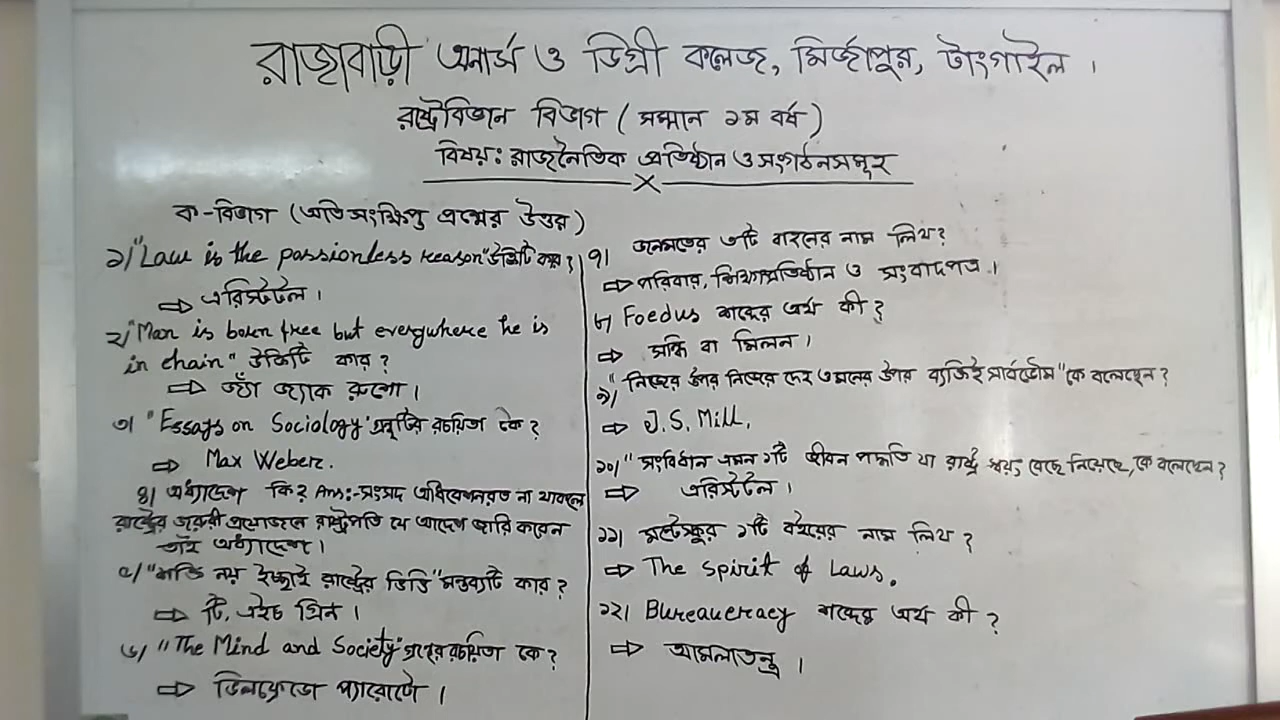 রাজাবাড়ী অনার্স ও ডিগ্রী কলেজ, মির্জাপুর, টাংগাইল।
রাষ্ট্রবিজ্ঞান বিভাগ (সম্মান ১ম বর্ষ)
বিষয়: রাজনৈতিক প্রতিষ্ঠান ও সংগঠনসমূহ
ক-বিভাগ (অতিসংক্ষিপ্ত প্রশ্নের উত্তর)
১) "Law is the passionless reason" উক্তিটি কার?
⇒ এরিস্টটল।
২) "Man is born free but everywhere he is
in chain" উক্তিটি কার?
⇒ জ্যাঁ জ্যাক রুশো।
৩) "Essays on Sociology" গ্রন্থটির রচয়িতা কে?
⇒ Max Weber.
৪) অধ্যাদেশ কি? Ans:- সংসদ অধিবেশনরত না থাকলে
রাষ্ট্রের জরুরী প্রয়োজনে রাষ্ট্রপতি যে আদেশ জারি করেন
তাই অধ্যাদেশ।
৫) "শক্তি নয় ইচ্ছাই রাষ্ট্রের ভিত্তি" মন্তব্যটি কার?
⇒ টি, এইচ গ্রিন।
৬) "The Mind and Society" গ্রন্থের রচয়িতা কে?
⇒ ভিলফ্রেডো প্যারেটো।
৭) জনমতের ৩টি বাহনের নাম লিখ?
⇒ পরিবার, শিক্ষাপ্রতিষ্ঠান ও সংবাদপত্র।
৮) Foedus শব্দের অর্থ কী?
⇒ সন্ধি বা মিলন।
৯) "নিজের উপর নিজের দেহ ও মনের উপর ব্যক্তিই সার্বভৌম" কে বলেছেন?
⇒ J.S. Mill,
১০) "সংবিধান এমন ১টি জীবন পদ্ধতি যা রাষ্ট্র স্বয়ং বেছে নিয়েছে, কে বলেছেন?
⇒ এরিস্টটল।
১১) মন্টেস্কুর ১টি বইয়ের নাম লিখ?
⇒ The Spirit of Laws.
১২। Bureaucracy শব্দের অর্থ কী?
⇒ আমলাতন্ত্র।